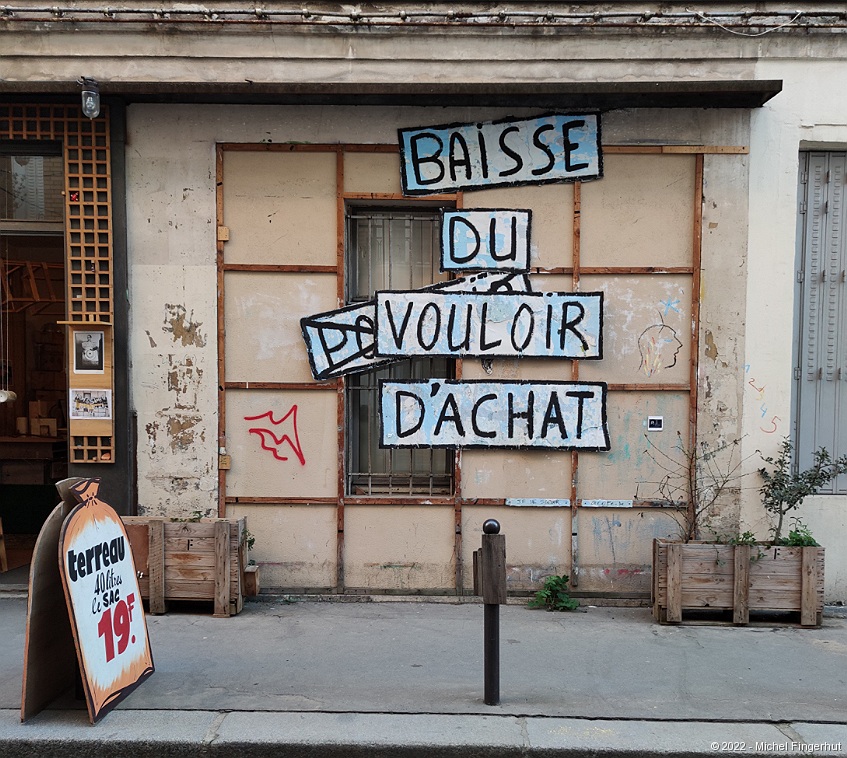 BAISSE
DU
VOULOIR
D'ACHAT
terreau
40 litres
le SAC
19F.
F
F
© 2022 - Michel Fingerhut